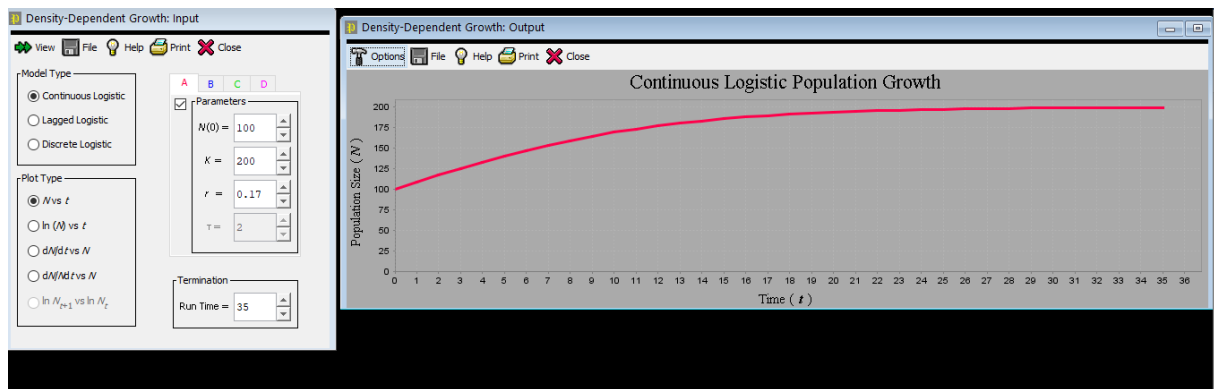 Density-Dependent Growth: Input
View File Help Print Close
Model Type
Continuous Logistic
Lagged Logistic
Discrete Logistic
Plot Type
N vs t
ln (N) vs t
dN/dt vs N
dN/Ndt vs N
ln Nt+1 vs ln Nt
A B C D
Parameters
N(0) = 100
K = 200
r = 0.17
τ = 2
Termination
Run Time = 35
Density-Dependent Growth: Output
Options File Help Print Close
Continuous Logistic Population Growth
Population Size ( N )
200
175
150
125
100
75
50
25
0
0 1 2 3 4 5 6 7 8 9 10 11 12 13 14 15 16 17 18 19 20 21 22 23 24 25 26 27 28 29 30 31 32 33 34 35 36
Time ( t )